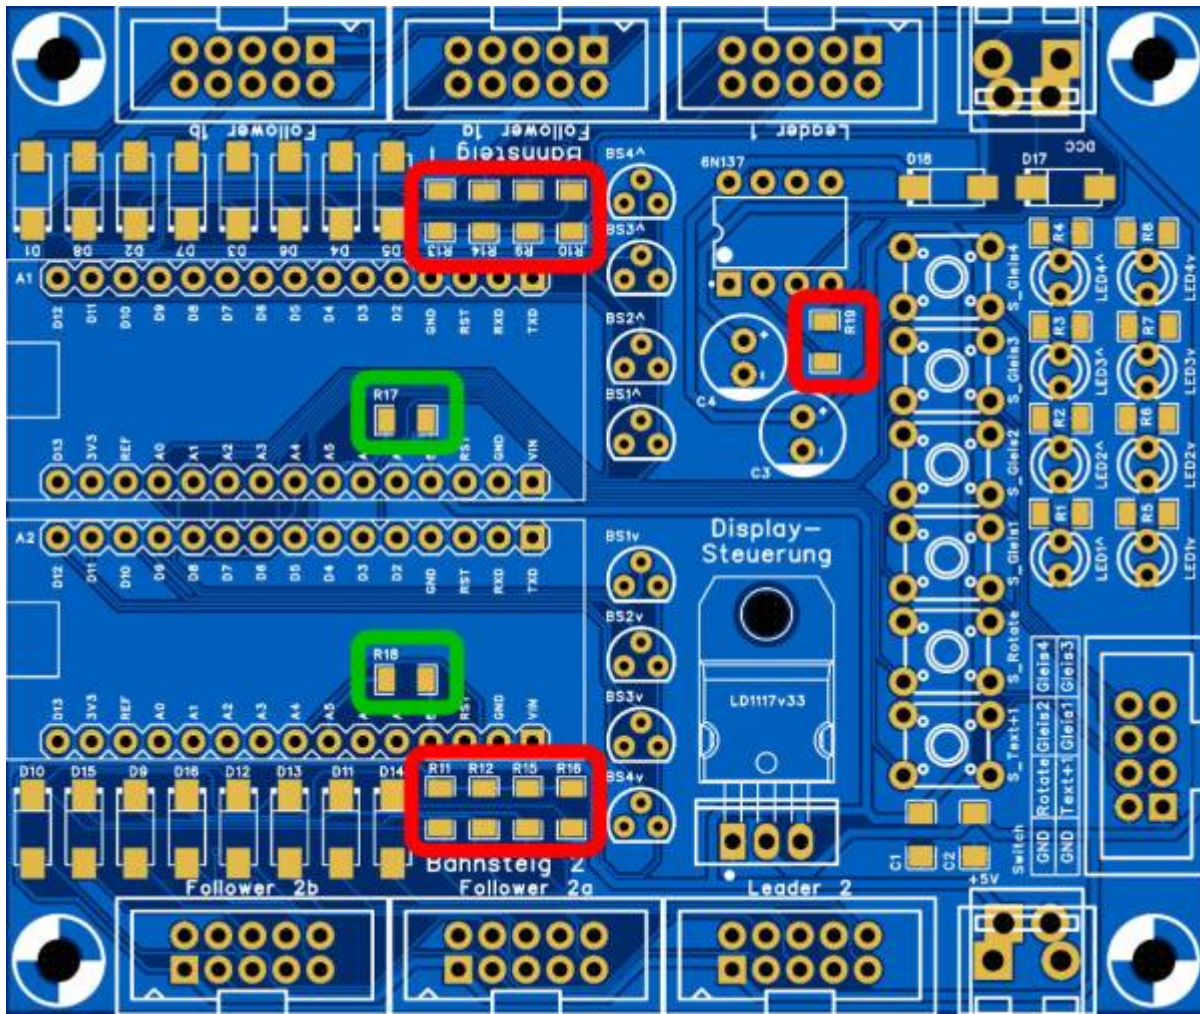 Follower 1b
Follower 1a
Leader 1
DCC
Bahnsteig 1
BS4^
6N137
D18
D17
D1
D8
D2
D7
D3
D6
D4
D5
R13
R14
R9
R10
BS3^
R4
R8
LED4^
LED4v
S_Gleis4
A1
D12
D11
D10
D9
D8
D7
D6
D5
D4
D3
D2
GND
RST
RXD
TXD
BS2^
R19
R3
R7
LED3^
LED3v
S_Gleis3
R17
BS1^
C4
+
-
C3
+
-
R2
R6
LED2^
LED2v
S_Gleis2
D13
3V3
REF
A0
A1
A2
A3
A4
A5
RST
GND
VIN
R1
R5
LED1^
LED1v
S_Gleis1
A2
D12
D11
D10
D9
D8
D7
D6
D5
D4
D3
D2
GND
RST
RXD
TXD
BS1v
Display-
Steuerung
BS2v
S_Rotate
R18
LD1117v33
D13
3V3
REF
A0
A1
A2
A3
A4
A5
RST
GND
VIN
BS3v
S_Text+1
D10
D15
D9
D16
D12
D13
D11
D14
R11
R12
R15
R16
BS4v
C1
C2
Switch
GND Rotate Gleis2 Gleis4
GND Text+1 Gleis1 Gleis3
+5V
Bahnsteig 2
Follower 2b
Follower 2a
Leader 2